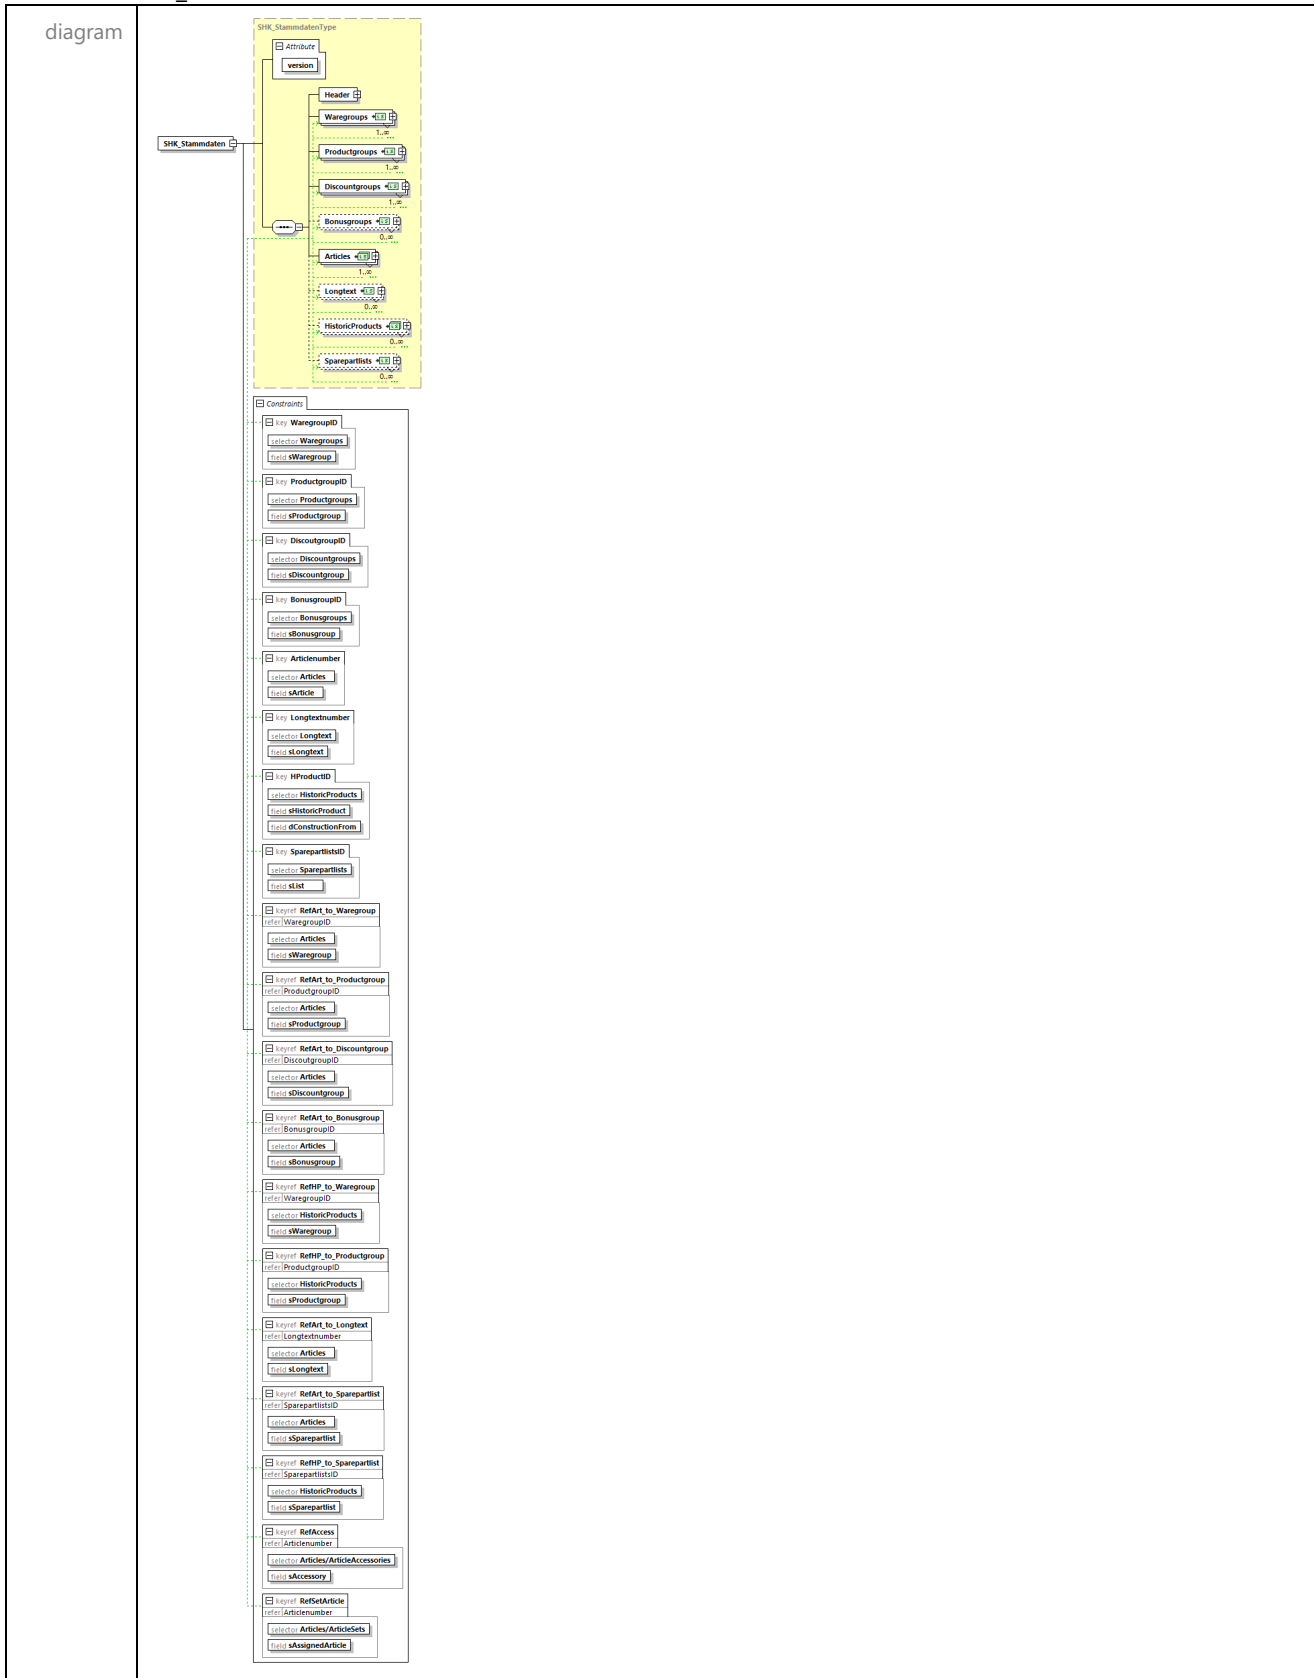 diagram
SHK_StammdatenType
Attribute
version
Header
Waregroups
1..∞
Productgroups
1..∞
SHK_Stammdaten
Discountgroups
1..∞
Bonusgroups
0..∞
Articles
1..∞
Longtext
0..∞
HistoricProducts
0..∞
Sparepartlists
0..∞
Constraints
key WaregroupID
selector Waregroups
field sWaregroup
key ProductgroupID
selector Productgroups
field sProductgroup
key DiscoutgroupID
selector Discountgroups
field sDiscountgroup
key BonusgroupID
selector Bonusgroups
field sBonusgroup
key Articlenumber
selector Articles
field sArticle
key Longtextnumber
selector Longtext
field sLongtext
key HProductID
selector HistoricProducts
field sHistoricProduct
field dConstructionFrom
key SparepartlistsID
selector Sparepartlists
field sList
keyref RefArt_to_Waregroup
refer WaregroupID
selector Articles
field sWaregroup
keyref RefArt_to_Productgroup
refer ProductgroupID
selector Articles
field sProductgroup
keyref RefArt_to_Discountgroup
refer DiscoutgroupID
selector Articles
field sDiscountgroup
keyref RefArt_to_Bonusgroup
refer BonusgroupID
selector Articles
field sBonusgroup
keyref RefHP_to_Waregroup
refer WaregroupID
selector HistoricProducts
field sWaregroup
keyref RefHP_to_Productgroup
refer ProductgroupID
selector HistoricProducts
field sProductgroup
keyref RefArt_to_Longtext
refer Longtextnumber
selector Articles
field sLongtext
keyref RefArt_to_Sparepartlist
refer SparepartlistsID
selector Articles
field sSparepartlist
keyref RefHP_to_Sparepartlist
refer SparepartlistsID
selector HistoricProducts
field sSparepartlist
keyref RefAccess
refer Articlenumber
selector Articles/ArticleAccessories
field sAccessory
keyref RefSetArticle
refer Articlenumber
selector Articles/ArticleSets
field sAssignedArticle